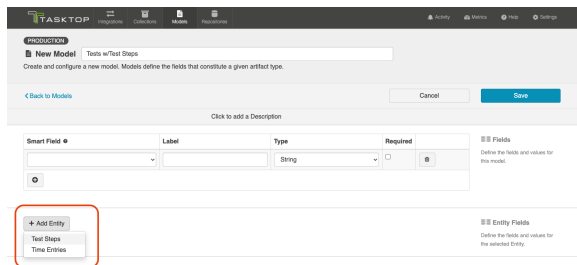 TASKTOP
Integrations
Collections
Models
Repositories
Activity
Metrics
Help
Settings
PRODUCTION
New Model
Tests w/Test Steps
Create and configure a new model. Models define the fields that constitute a given artifact type.
Back to Models
Cancel
Save
Click to add a Description
Smart Field
Label
Type
Required
String
Fields
Define the fields and values for
this model.
+ Add Entity
Test Steps
Time Entries
Entity Fields
Define the fields and values for
the selected Entity.